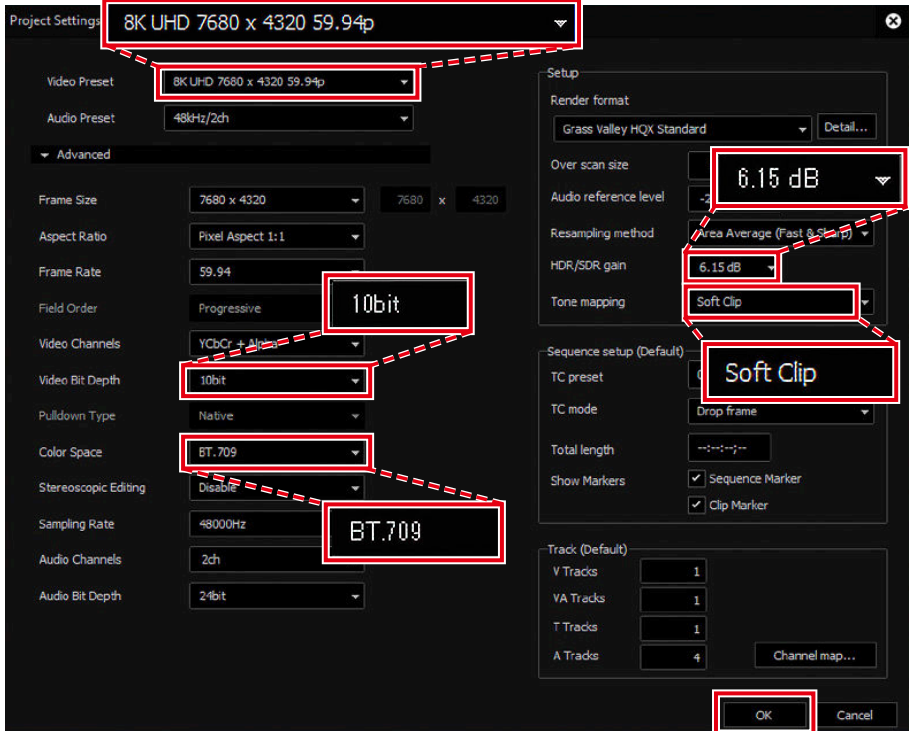 Project Settings
8K UHD 7680 x 4320 59.94p
Video Preset 8K UHD 7680 x 4320 59.94p
Audio Preset 48kHz/2ch
Advanced
Frame Size 7680 x 4320 7680 x 4320
Aspect Ratio Pixel Aspect 1:1
Frame Rate 59.94
10bit
Field Order Progressive
Video Channels YCbCr + Alpha
Video Bit Depth 10bit
Pulldown Type Native
Color Space BT.709
Stereoscopic Editing Disable
Sampling Rate 48000Hz
BT.709
Audio Channels 2ch
Audio Bit Depth 24bit
Setup
Render format
Grass Valley HQX Standard Detail...
Over scan size
6.15 dB
Audio reference level
Resampling method Area Average (Fast & Sharp)
HDR/SDR gain 6.15 dB
Tone mapping Soft Clip
Sequence setup (Default)
Soft Clip
TC preset
TC mode Drop frame
Total length --:--:--;--
Show Markers Sequence Marker
Clip Marker
Track (Default)
V Tracks 1
VA Tracks 1
T Tracks 1
A Tracks 4 Channel map...
OK Cancel